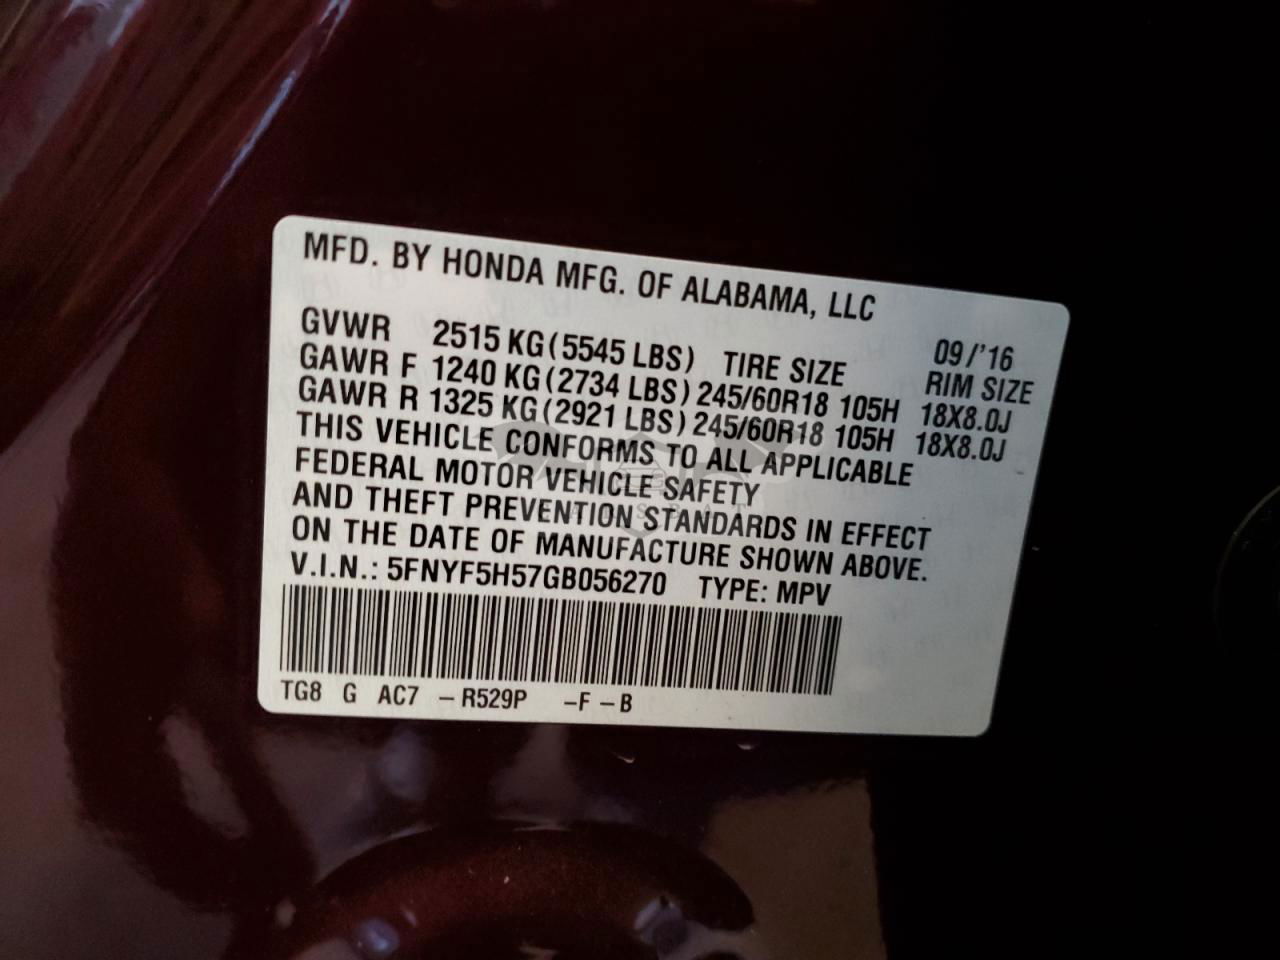 MFD. BY HONDA MFG. OF ALABAMA, LLC
09/'16
GVWR 2515 KG (5545 LBS) TIRE SIZE RIM SIZE
GAWR F 1240 KG (2734 LBS) 245/60R18 105H 18X8.0J
GAWR R 1325 KG (2921 LBS) 245/60R18 105H 18X8.0J
THIS VEHICLE CONFORMS TO ALL APPLICABLE
FEDERAL MOTOR VEHICLE SAFETY
AND THEFT PREVENTION STANDARDS IN EFFECT
ON THE DATE OF MANUFACTURE SHOWN ABOVE.
V.I.N.: 5FNYF5H57GB056270 TYPE: MPV
TG8 G AC7 –R529P –F –B